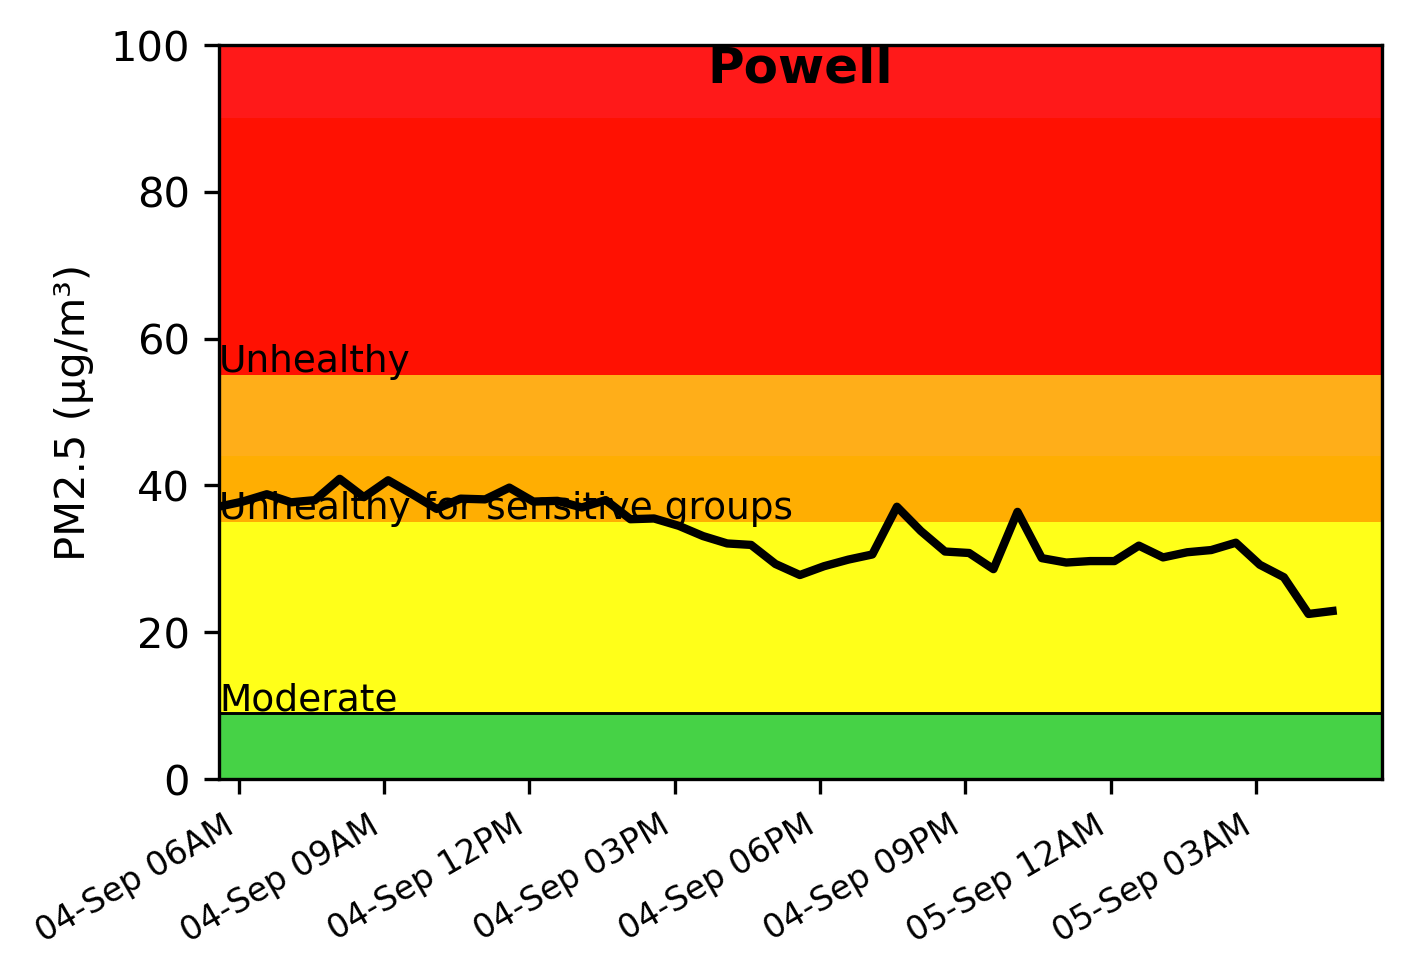 Powell
100
80
60
40
20
0
PM2.5 (µg/m³)
Unhealthy
Unhealthy for sensitive groups
Moderate
04-Sep 06AM
04-Sep 09AM
04-Sep 12PM
04-Sep 03PM
04-Sep 06PM
04-Sep 09PM
05-Sep 12AM
05-Sep 03AM